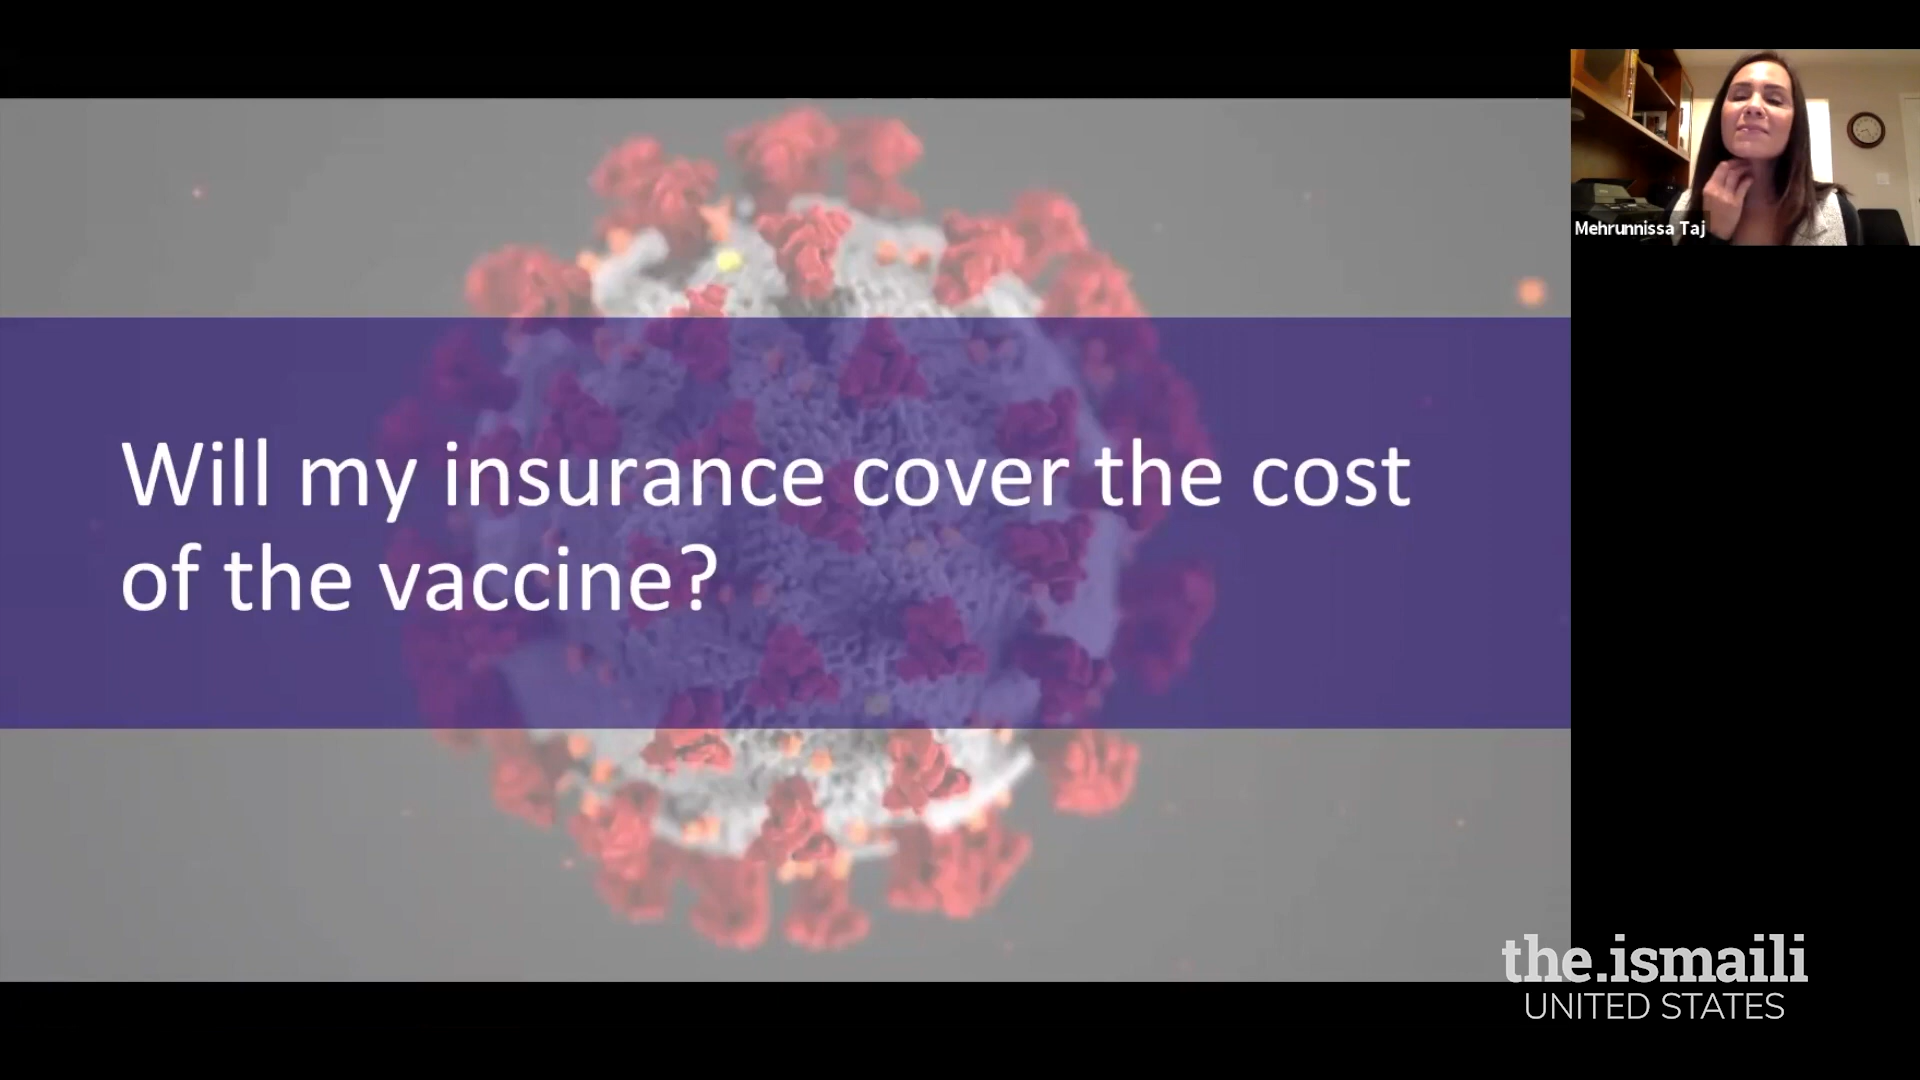 Mehrunnissa Taj
Will my insurance cover the cost
of the vaccine?
the.ismaili
UNITED STATES